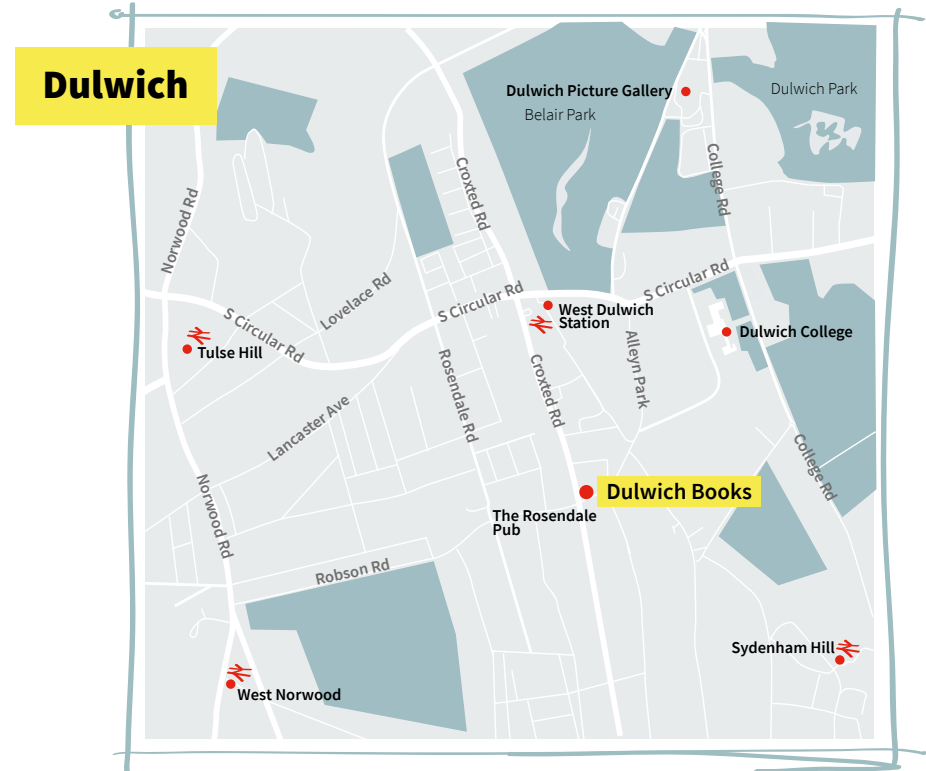 Dulwich
Dulwich Picture Gallery
Belair Park
Dulwich Park
College Rd
Croxted Rd
Norwood Rd
S Circular Rd
Lovelace Rd
S Circular Rd
S Circular Rd
West Dulwich
Station
Dulwich College
Tulse Hill
Alleyn Park
Rosendale Rd
Croxted Rd
Lancaster Ave
College Rd
Norwood Rd
Dulwich Books
The Rosendale
Pub
Robson Rd
Sydenham Hill
West Norwood